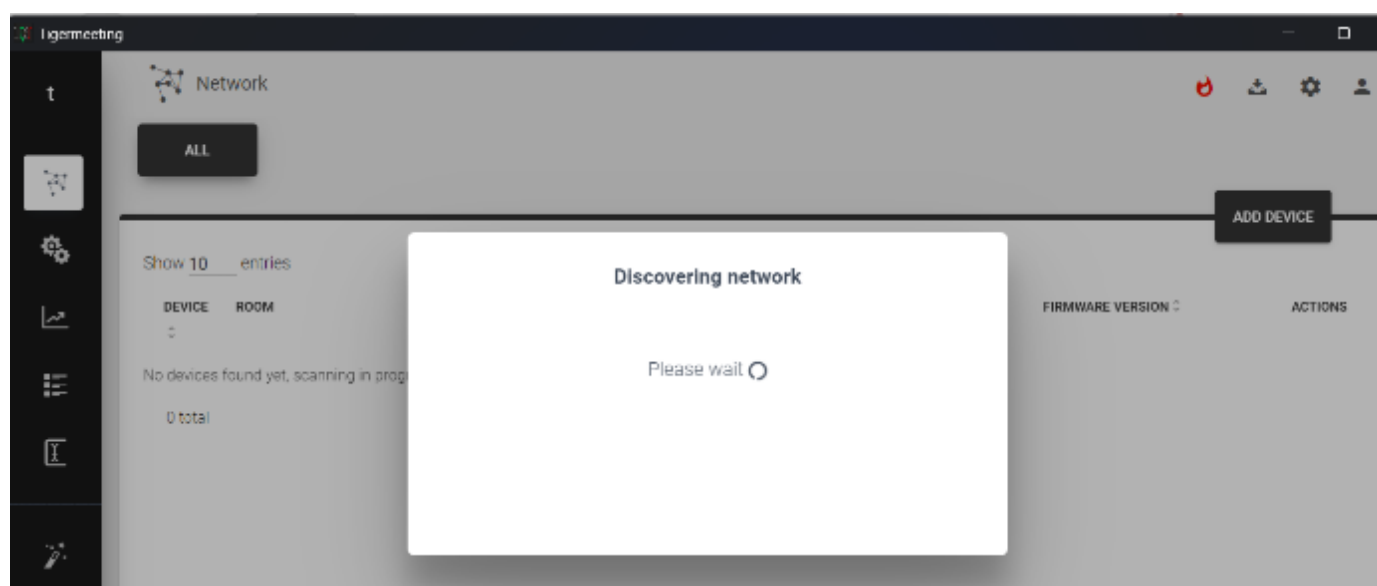 Tigermeeting
t
Network
ALL
ADD DEVICE
Show 10 entries
Discovering network
DEVICE ROOM FIRMWARE VERSION ACTIONS
Please wait
No devices found yet, scanning in prog
0 total